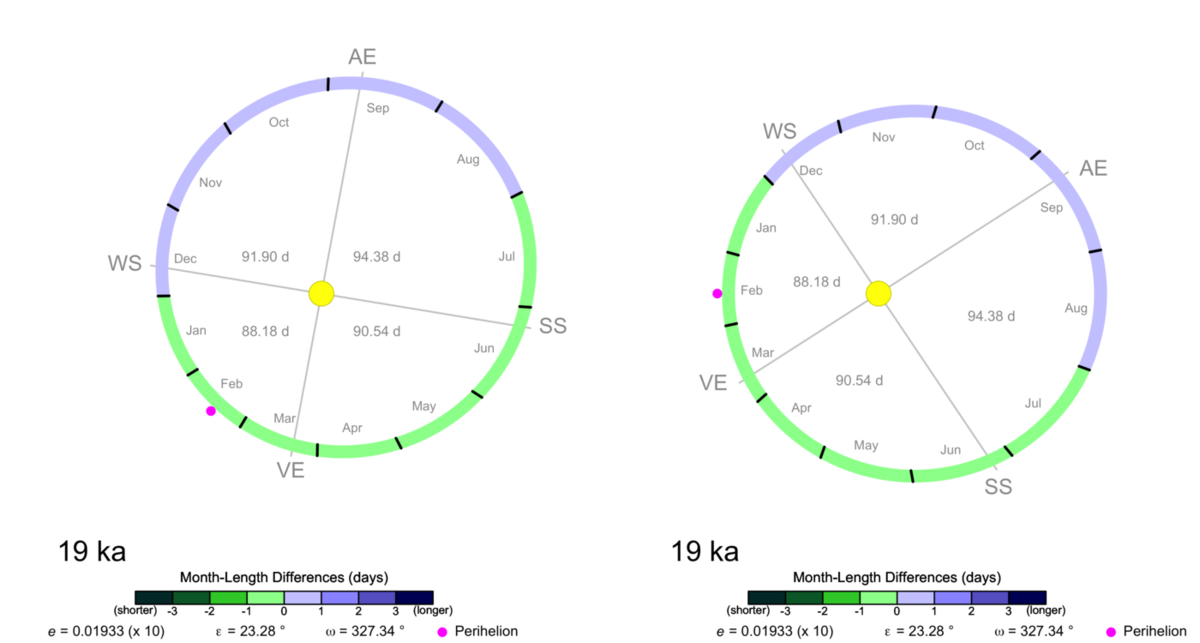 AE
Sep
Oct
Aug
Nov
WS
Dec
91.90 d
94.38 d
Jul
88.18 d
90.54 d
SS
Jan
Jun
Feb
May
Mar
Apr
VE
19 ka
Month-Length Differences (days)
(shorter) -3 -2 -1 0 1 2 3 (longer)
e = 0.01933 (x 10) ε = 23.28 ° ω = 327.34 ° Perihelion
WS
Nov
Oct
Dec
AE
Sep
91.90 d
Jan
88.18 d
Feb
94.38 d
Aug
Mar
VE
90.54 d
Apr
Jul
May
Jun
SS
19 ka
Month-Length Differences (days)
(shorter) -3 -2 -1 0 1 2 3 (longer)
e = 0.01933 (x 10) ε = 23.28 ° ω = 327.34 ° Perihelion